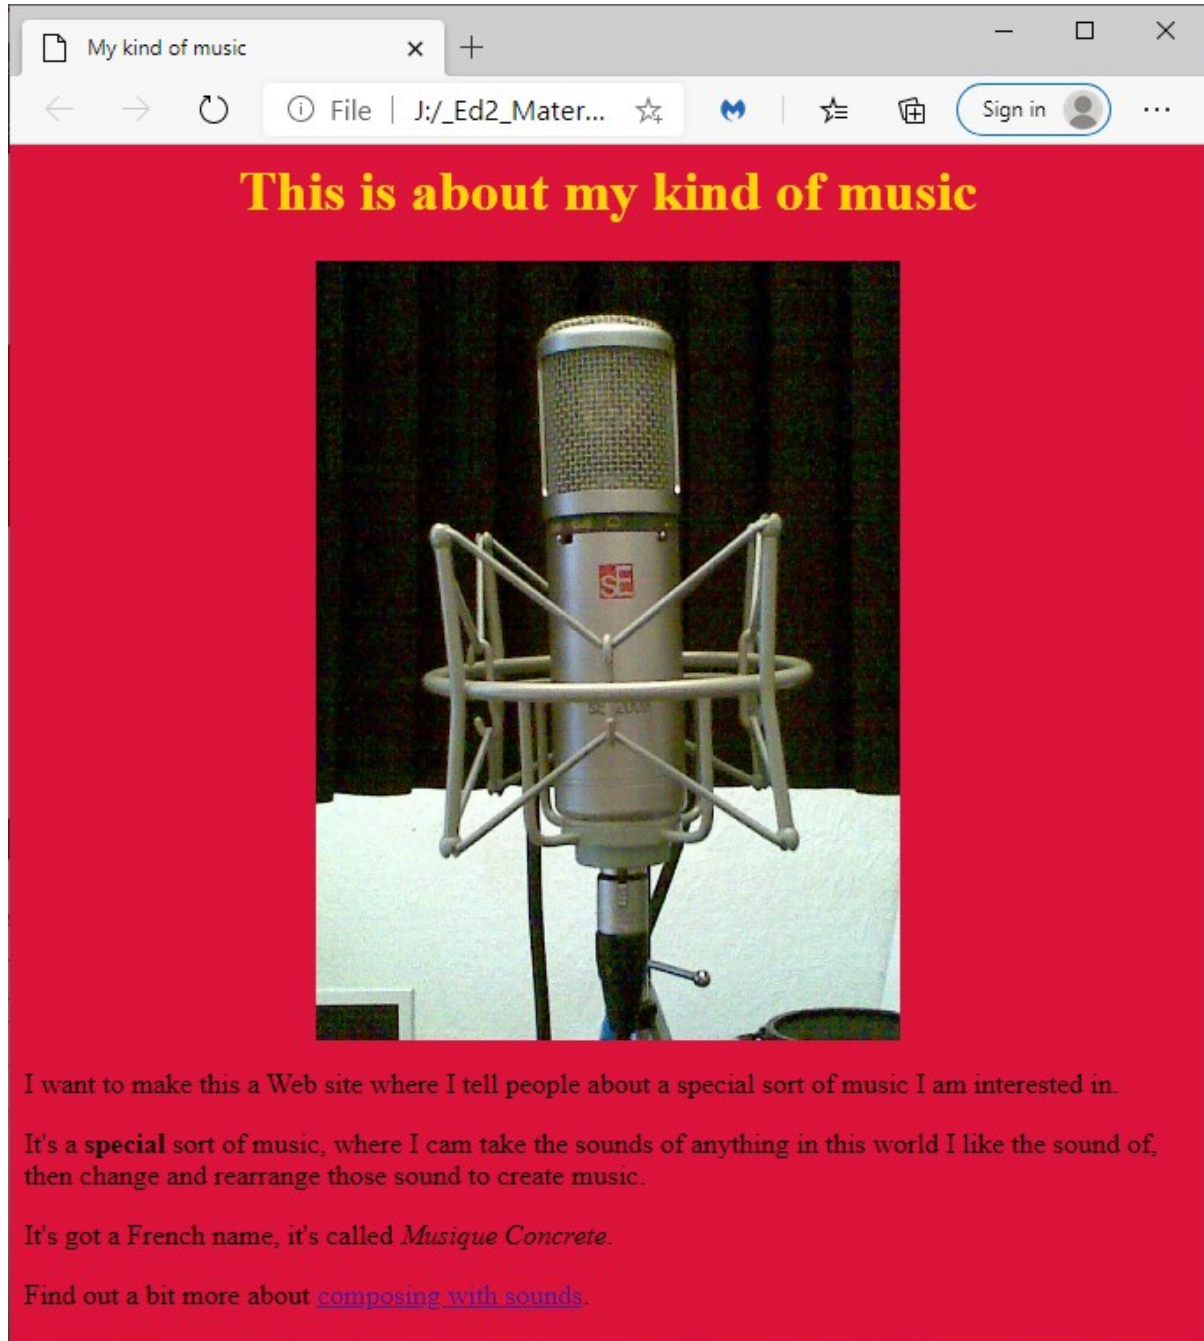 My kind of music
File | J:/_Ed2_Mater... Sign in
This is about my kind of music
sE
I want to make this a Web site where I tell people about a special sort of music I am interested in.
It's a special sort of music, where I cam take the sounds of anything in this world I like the sound of,
then change and rearrange those sound to create music.
It's got a French name, it's called Musique Concrete.
Find out a bit more about composing with sounds.